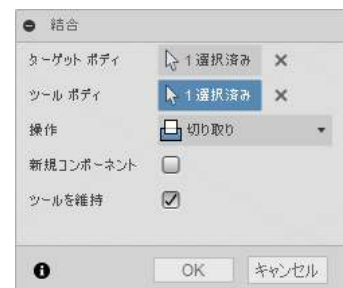 結合
ターゲット ボディ 1 選択済み
ツール ボディ 1 選択済み
操作 切り取り
新規コンポーネント
ツールを維持
OK キャンセル